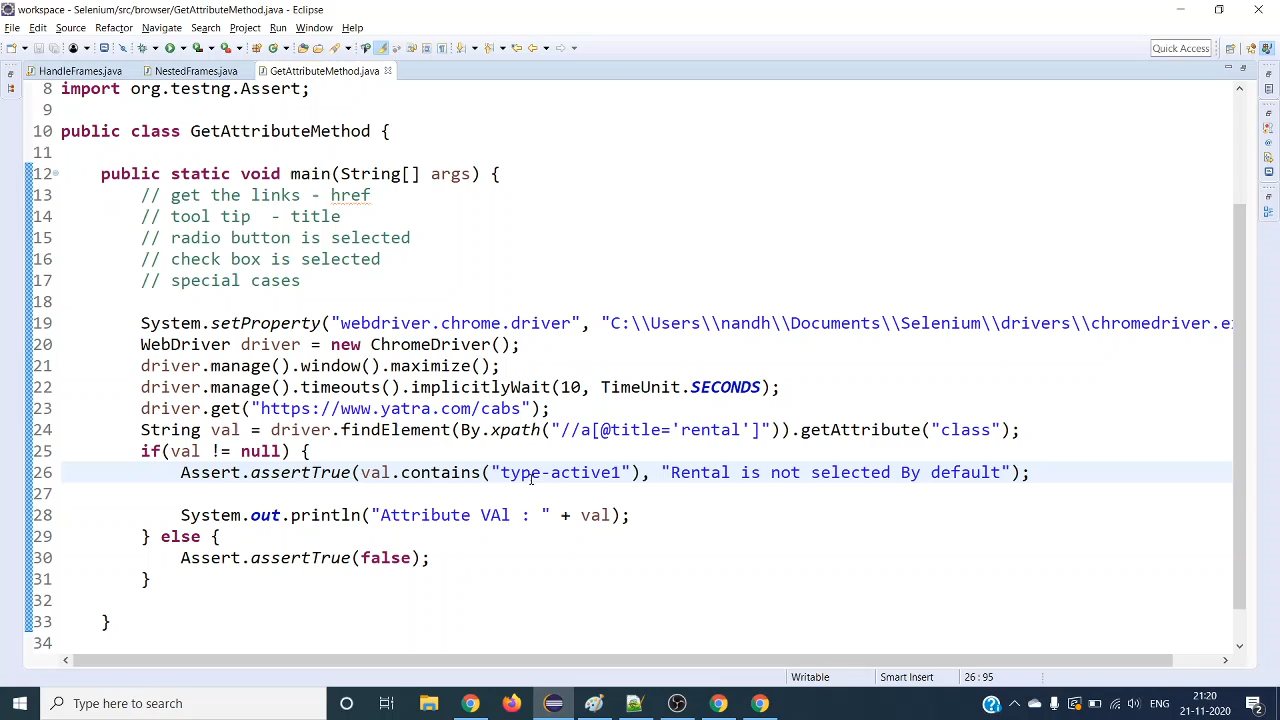 workspace - Selenium/src/browser/GetAttributeMethod.java - Eclipse
File Edit Source Refactor Navigate Search Project Run Window Help
Quick Access
HandleFrames.java NestedFrames.java GetAttributeMethod.java
8 import org.testng.Assert;
9
10 public class GetAttributeMethod {
11
12 public static void main(String[] args) {
13 // get the links - href
14 // tool tip  - title
15 // radio button is selected
16 // check box is selected
17 // special cases
18
19 System.setProperty("webdriver.chrome.driver", "C:\\Users\\nandh\\Documents\\Selenium\\drivers\\chromedriver.e
20 WebDriver driver = new ChromeDriver();
21 driver.manage().window().maximize();
22 driver.manage().timeouts().implicitlyWait(10, TimeUnit.SECONDS);
23 driver.get("https://www.yatra.com/cabs");
24 String val = driver.findElement(By.xpath("//a[@title='rental']")).getAttribute("class");
25 if(val != null) {
26 Assert.assertTrue(val.contains("type-active1"), "Rental is not selected By default");
27
28 System.out.println("Attribute VAl : " + val);
29 } else {
30 Assert.assertTrue(false);
31 }
32
33 }
34
Writable Smart Insert 26 : 95
Type here to search
21:20
21-11-2020
2